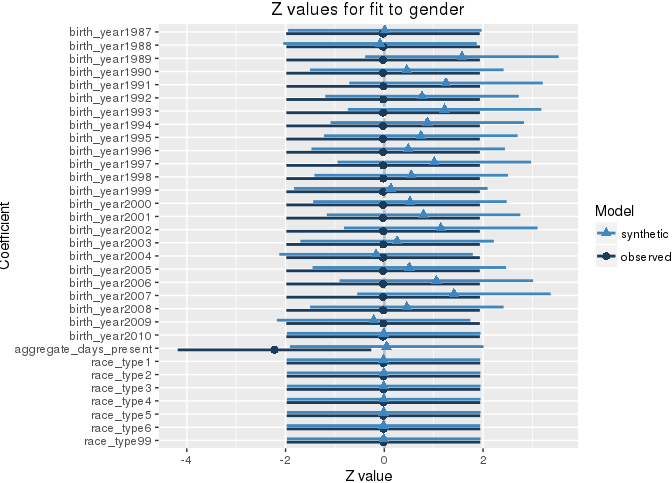 Z values for fit to gender
birth_year1987
birth_year1988
birth_year1989
birth_year1990
birth_year1991
birth_year1992
birth_year1993
birth_year1994
birth_year1995
birth_year1996
birth_year1997
birth_year1998
birth_year1999
birth_year2000
birth_year2001
birth_year2002
birth_year2003
birth_year2004
birth_year2005
birth_year2006
birth_year2007
birth_year2008
birth_year2009
birth_year2010
aggregate_days_present
race_type1
race_type2
race_type3
race_type4
race_type5
race_type6
race_type99
Coefficient
-4 -2 0 2
Z value
Model
synthetic
observed